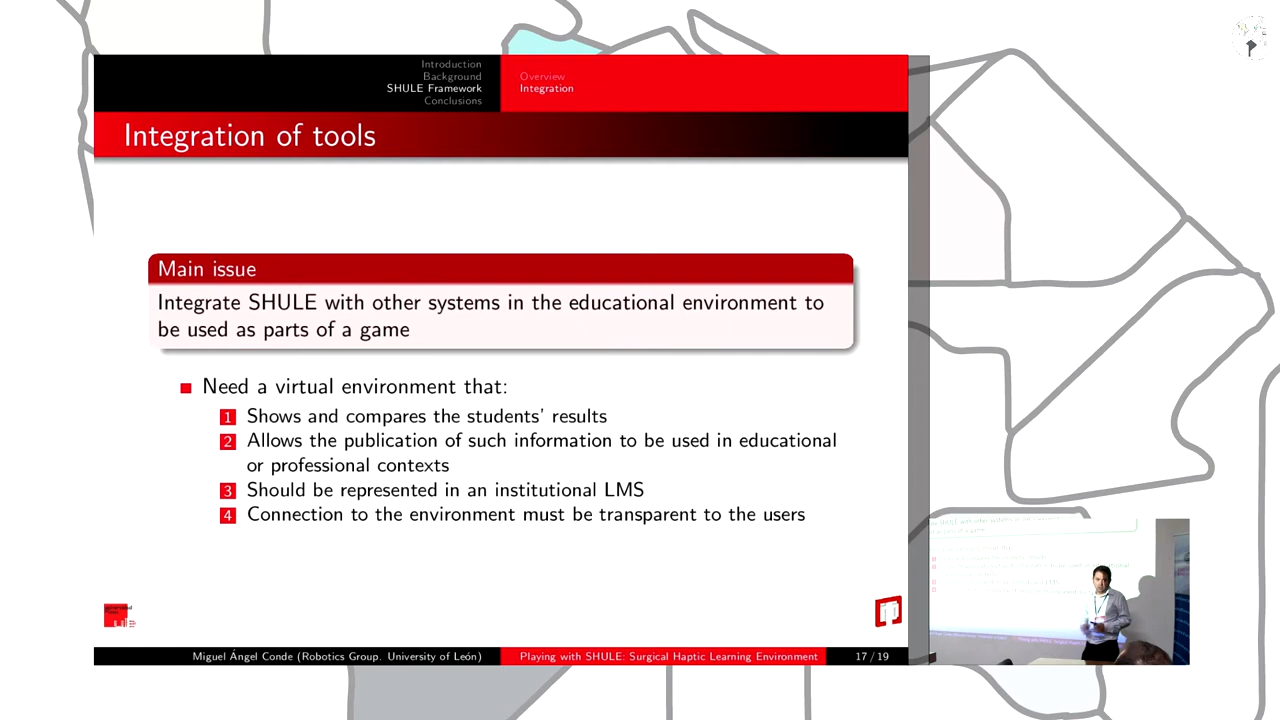 Introduction
Background
SHULE Framework
Conclusions
Overview
Integration
Integration of tools
Main issue
Integrate SHULE with other systems in the educational environment to
be used as parts of a game
Need a virtual environment that:
1 Shows and compares the students' results
2 Allows the publication of such information to be used in educational
or professional contexts
3 Should be represented in an institutional LMS
4 Connection to the environment must be transparent to the users
Miguel Ángel Conde (Robotics Group. University of León)
Playing with SHULE: Surgical Haptic Learning Environment
17 / 19